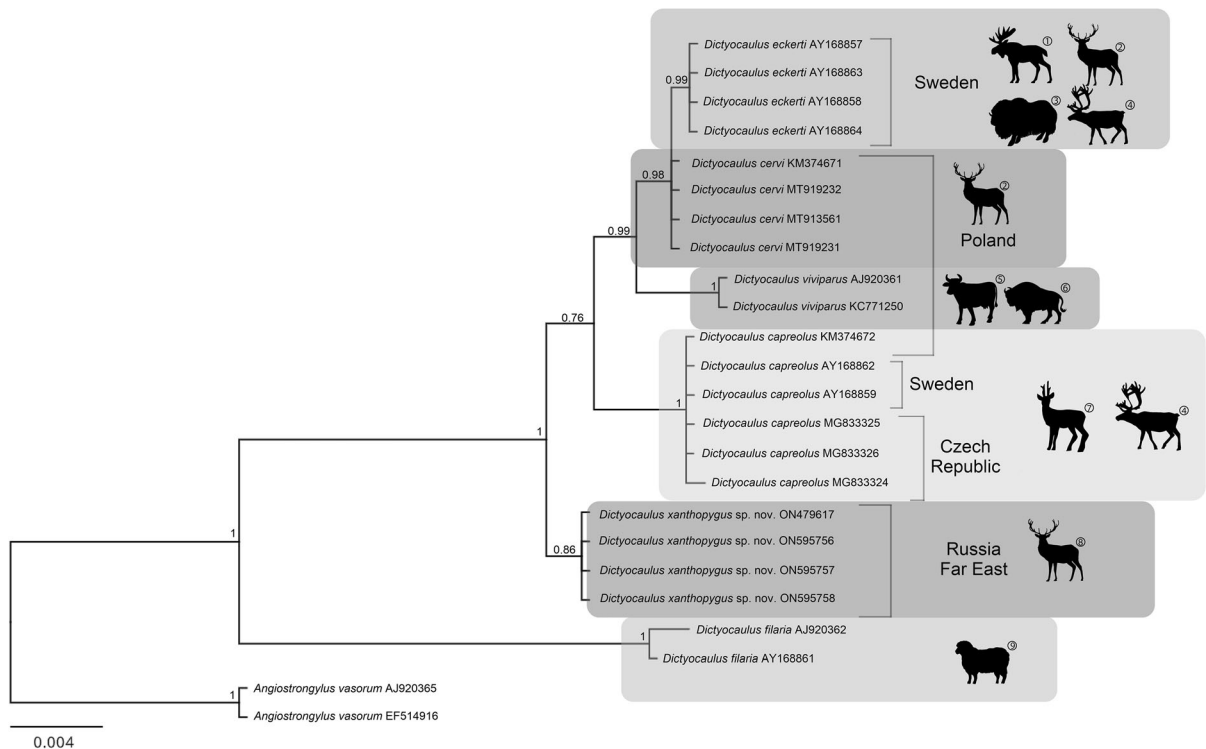 Dictyocaulus eckerti AY168857
①
②
Dictyocaulus eckerti AY168863
0.99
Sweden
Dictyocaulus eckerti AY168858
③
④
Dictyocaulus eckerti AY168864
Dictyocaulus cervi KM374671
0.98
Dictyocaulus cervi MT919232
②
Dictyocaulus cervi MT913561
0.99
Poland
Dictyocaulus cervi MT919231
Dictyocaulus viviparus AJ920361
⑤
⑥
1
Dictyocaulus viviparus KC771250
0.76
Dictyocaulus capreolus KM374672
Dictyocaulus capreolus AY168862
Sweden
Dictyocaulus capreolus AY168859
1
⑦
④
Dictyocaulus capreolus MG833325
1
Czech
Republic
Dictyocaulus capreolus MG833326
Dictyocaulus capreolus MG833324
Dictyocaulus xanthopygus sp. nov. ON479617
1
Dictyocaulus xanthopygus sp. nov. ON595756
0.86
Russia
Far East
⑧
Dictyocaulus xanthopygus sp. nov. ON595757
Dictyocaulus xanthopygus sp. nov. ON595758
Dictyocaulus filaria AJ920362
1
⑨
Dictyocaulus filaria AY168861
Angiostrongylus vasorum AJ920365
1
Angiostrongylus vasorum EF514916
0.004